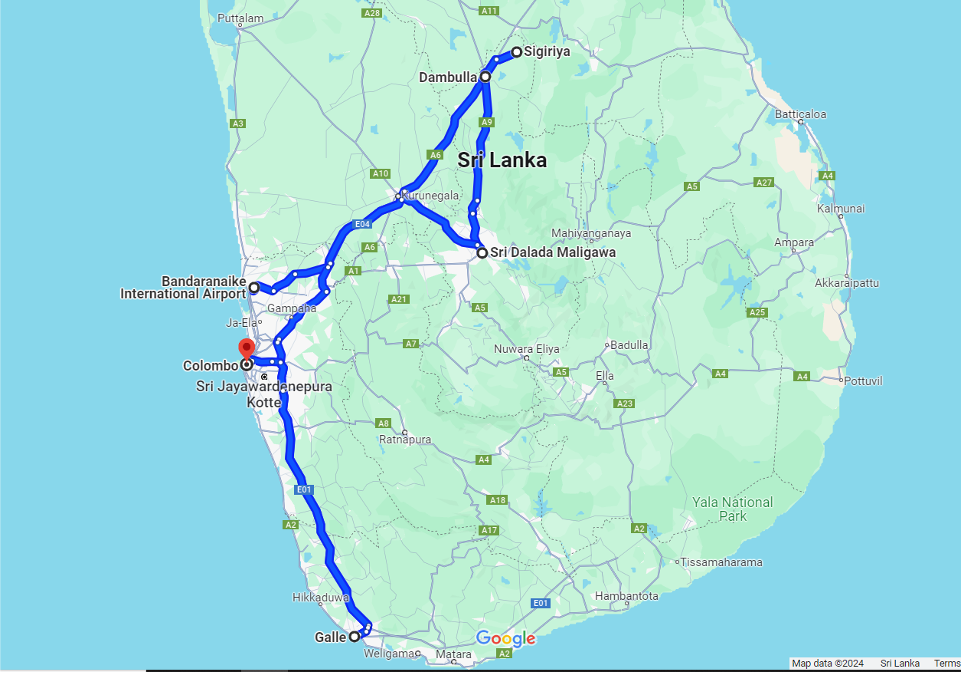 Puttalam
A28
A11
Sigiriya
Dambulla
A3
A9
Batticaloa
A6
Sri Lanka
A10
A4
A5
A27
Kurunegala
Kalmunai
E04
Mahiyanganaya
A6
Sri Dalada Maligawa
Ampara
A1
Bandaranaike
International Airport
Akkaraipattu
A21
Gampaha
A5
A25
Ja-Ela
A7
Nuwara Eliya
Badulla
Colombo
A5
Ella
A4
A4
Pottuvil
Sri Jayawardenepura
Kotte
A23
A8
Ratnapura
A4
E01
A18
Yala National
Park
A2
A17
A2
Tissamaharama
Hikkaduwa
E01
Hambantota
Galle
Google
Weligama
Matara
A2
Map data ©2024
Sri Lanka
Terms